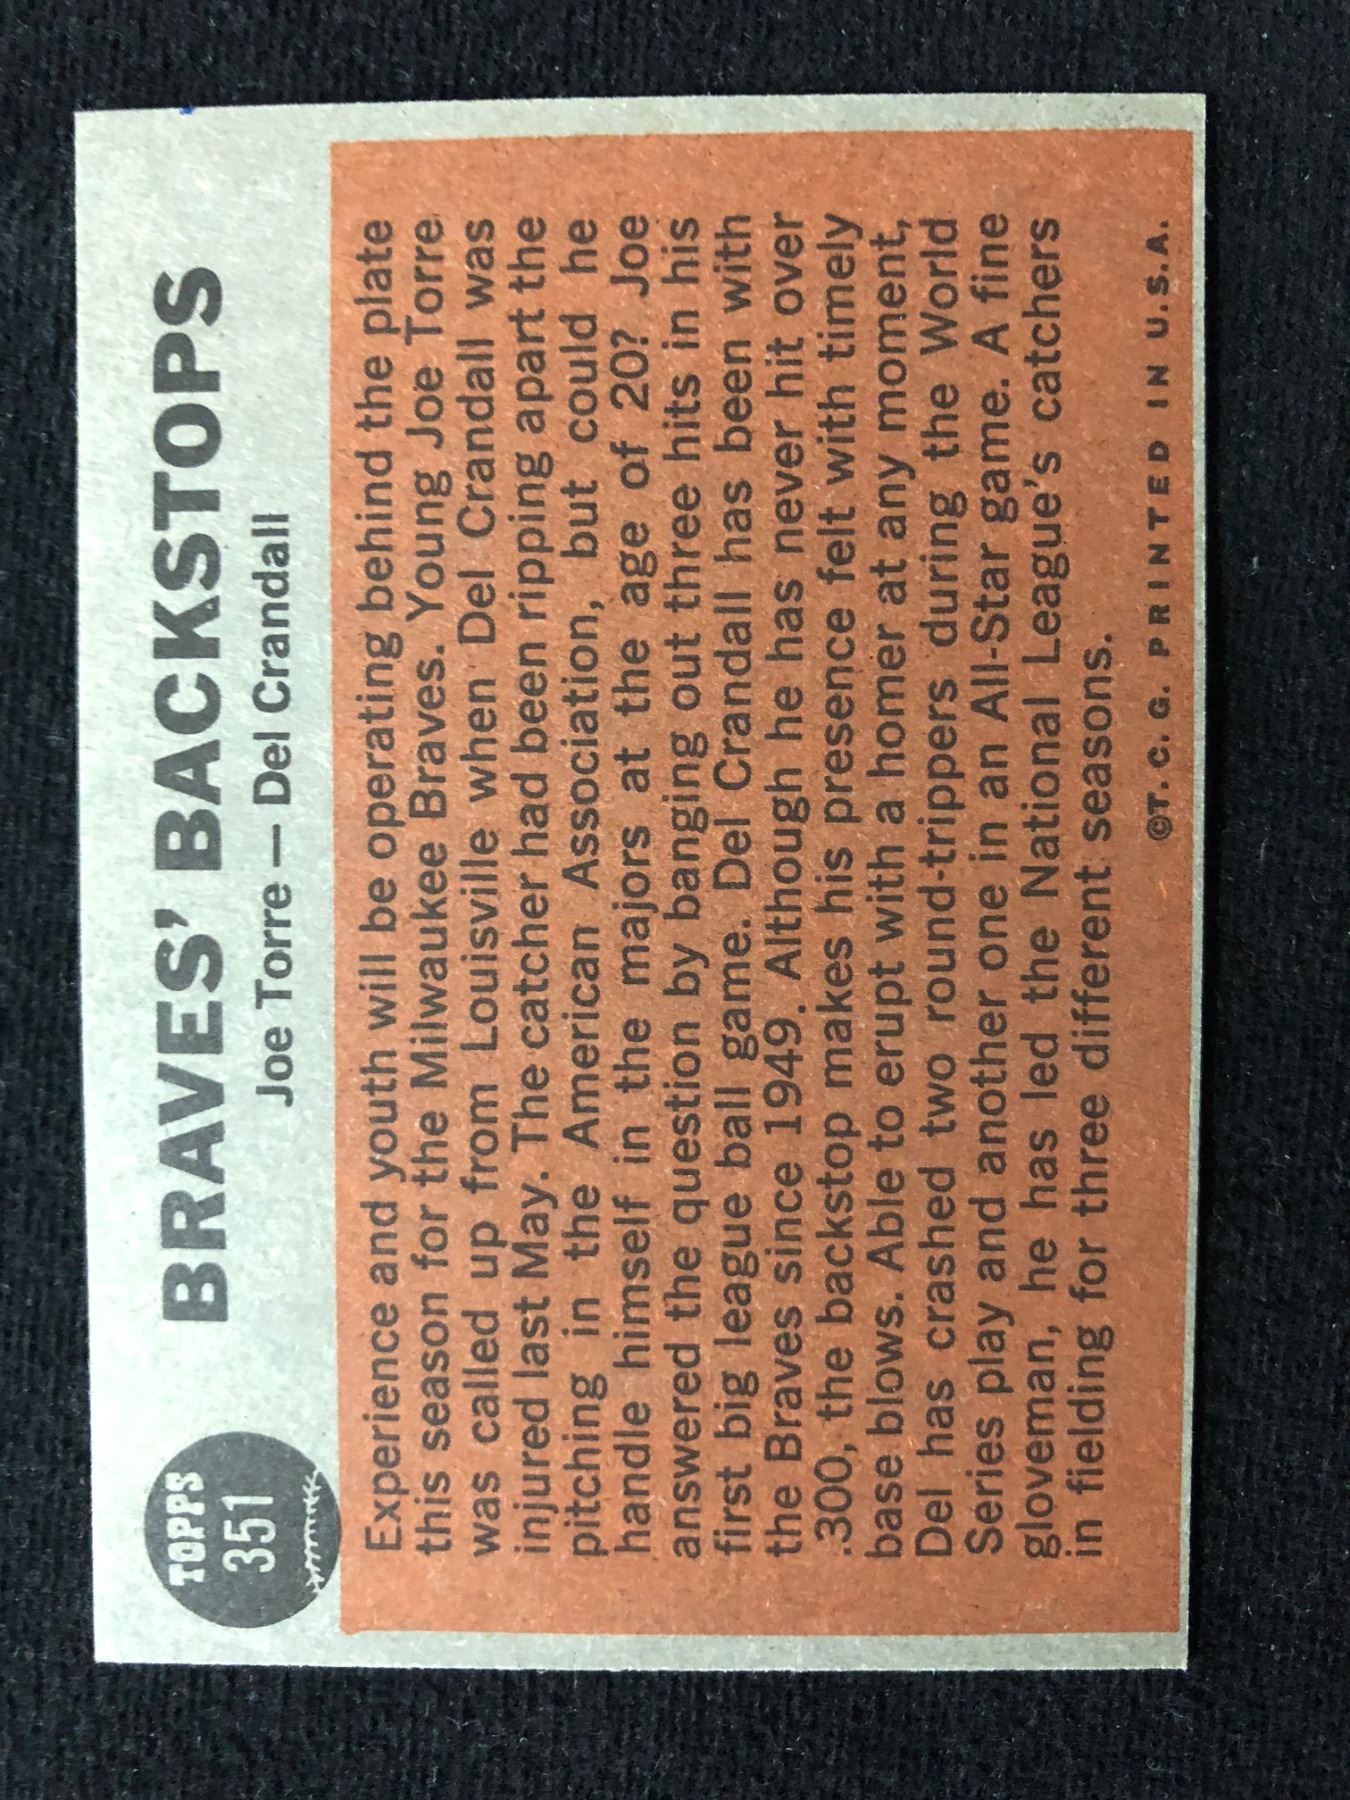 TOPPS
351
BRAVES' BACKSTOPS
Joe Torre — Del Crandall
Experience and youth will be operating behind the plate
this season for the Milwaukee Braves. Young Joe Torre
was called up from Louisville when Del Crandall was
injured last May. The catcher had been ripping apart the
pitching in the American Association, but could he
handle himself in the majors at the age of 20? Joe
answered the question by banging out three hits in his
first big league ball game. Del Crandall has been with
the Braves since 1949. Although he has never hit over
.300, the backstop makes his presence felt with timely
base blows. Able to erupt with a homer at any moment,
Del has crashed two round-trippers during the World
Series play and another one in an All-Star game. A fine
gloveman, he has led the National League's catchers
in fielding for three different seasons.
©T. C. G. PRINTED IN U.S.A.